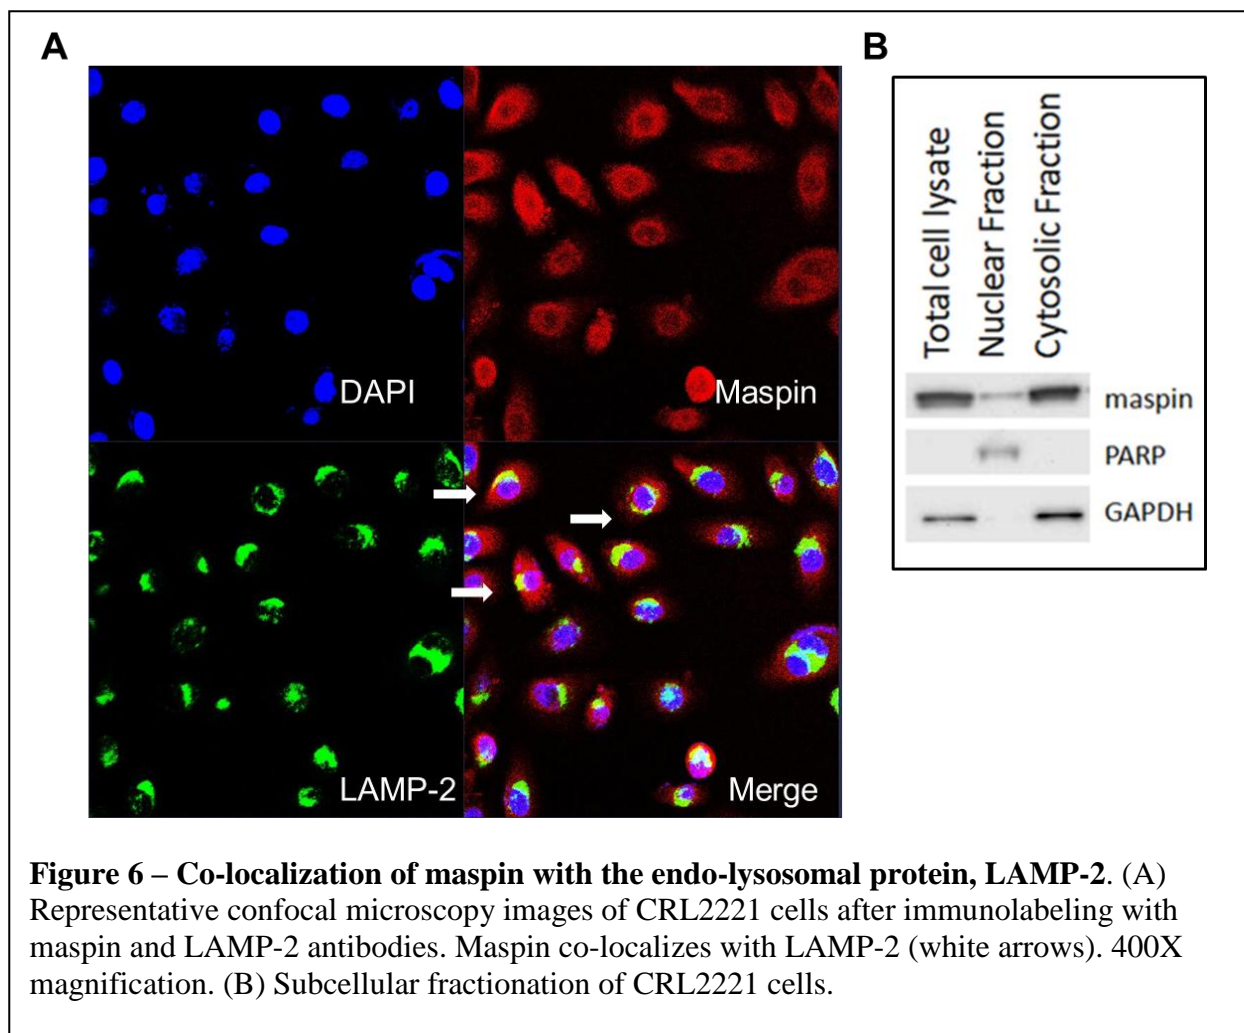 A
B
DAPI
Maspin
LAMP-2
Merge
Total cell lysate
Nuclear Fraction
Cytosolic Fraction
maspin
PARP
GAPDH
Figure 6 – Co-localization of maspin with the endo-lysosomal protein, LAMP-2. (A)
Representative confocal microscopy images of CRL2221 cells after immunolabeling with
maspin and LAMP-2 antibodies. Maspin co-localizes with LAMP-2 (white arrows). 400X
magnification. (B) Subcellular fractionation of CRL2221 cells.